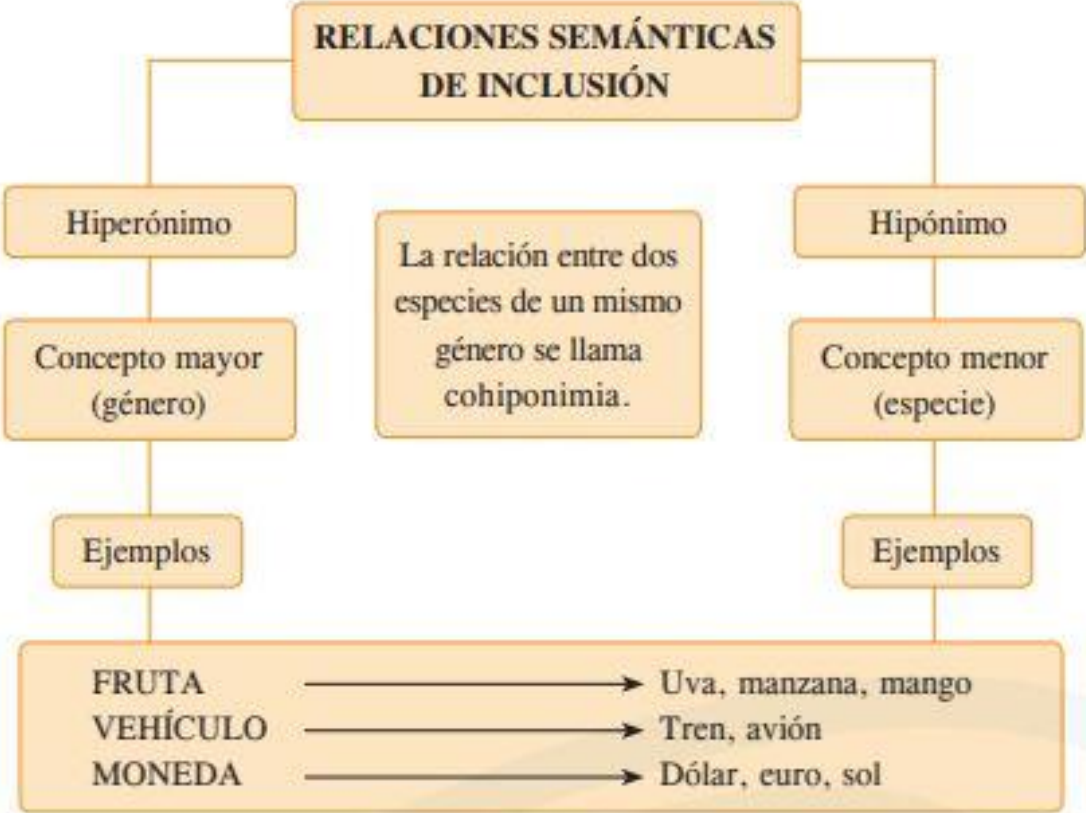 RELACIONES SEMÁNTICAS
DE INCLUSIÓN
Hiperónimo
Concepto mayor
(género)
Ejemplos
La relación entre dos
especies de un mismo
género se llama
cohiponimia.
Hipónimo
Concepto menor
(especie)
Ejemplos
FRUTA Uva, manzana, mango
VEHÍCULO Tren, avión
MONEDA Dólar, euro, sol